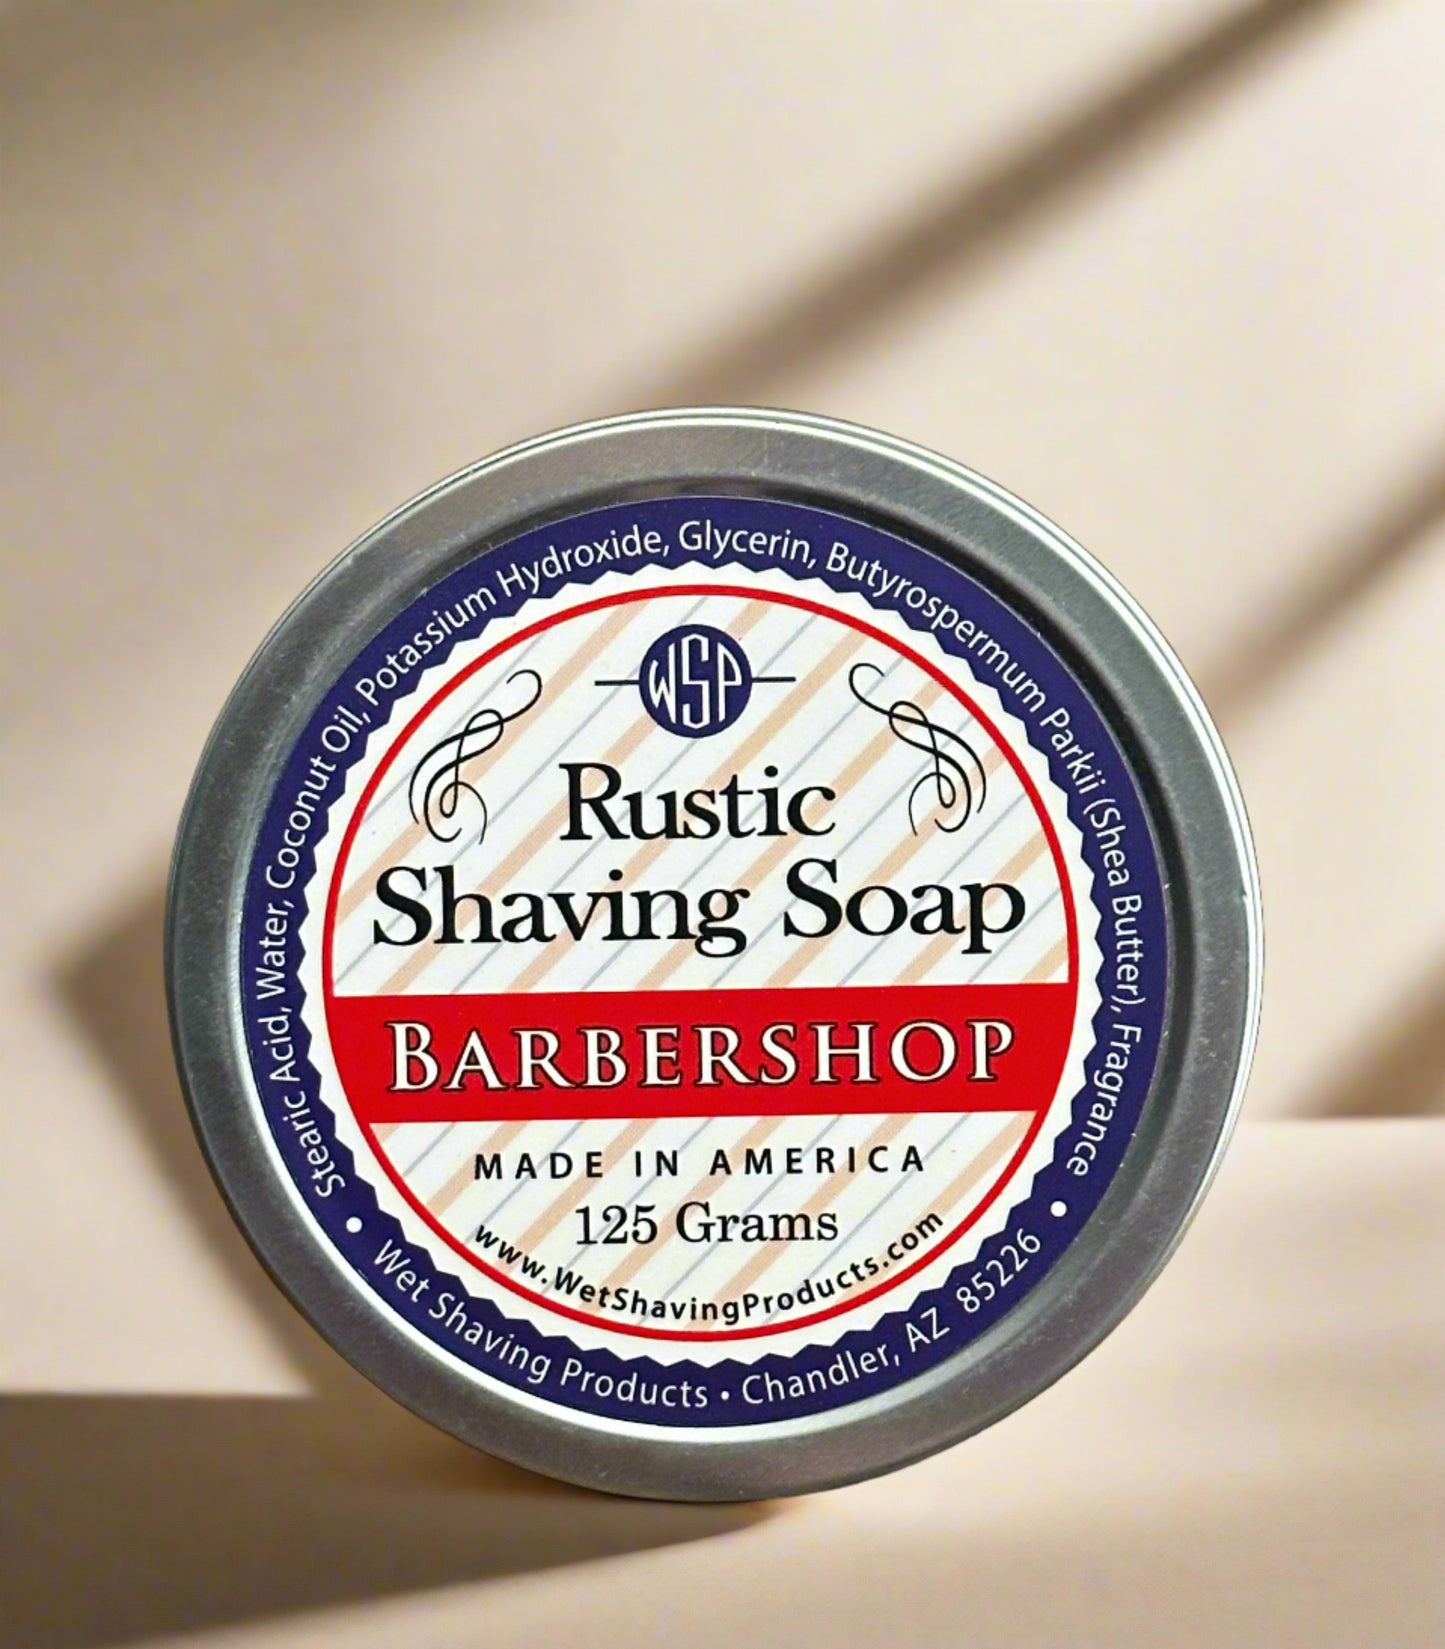 Stearic Acid, Water, Coconut Oil, Potassium Hydroxide, Glycerin, Butyrospermum Parkii (Shea Butter), Fragrance
WSP
Rustic
Shaving Soap
BARBERSHOP
MADE IN AMERICA
125 Grams
www.WetShavingProducts.com
• Wet Shaving Products • Chandler, AZ 85226 •